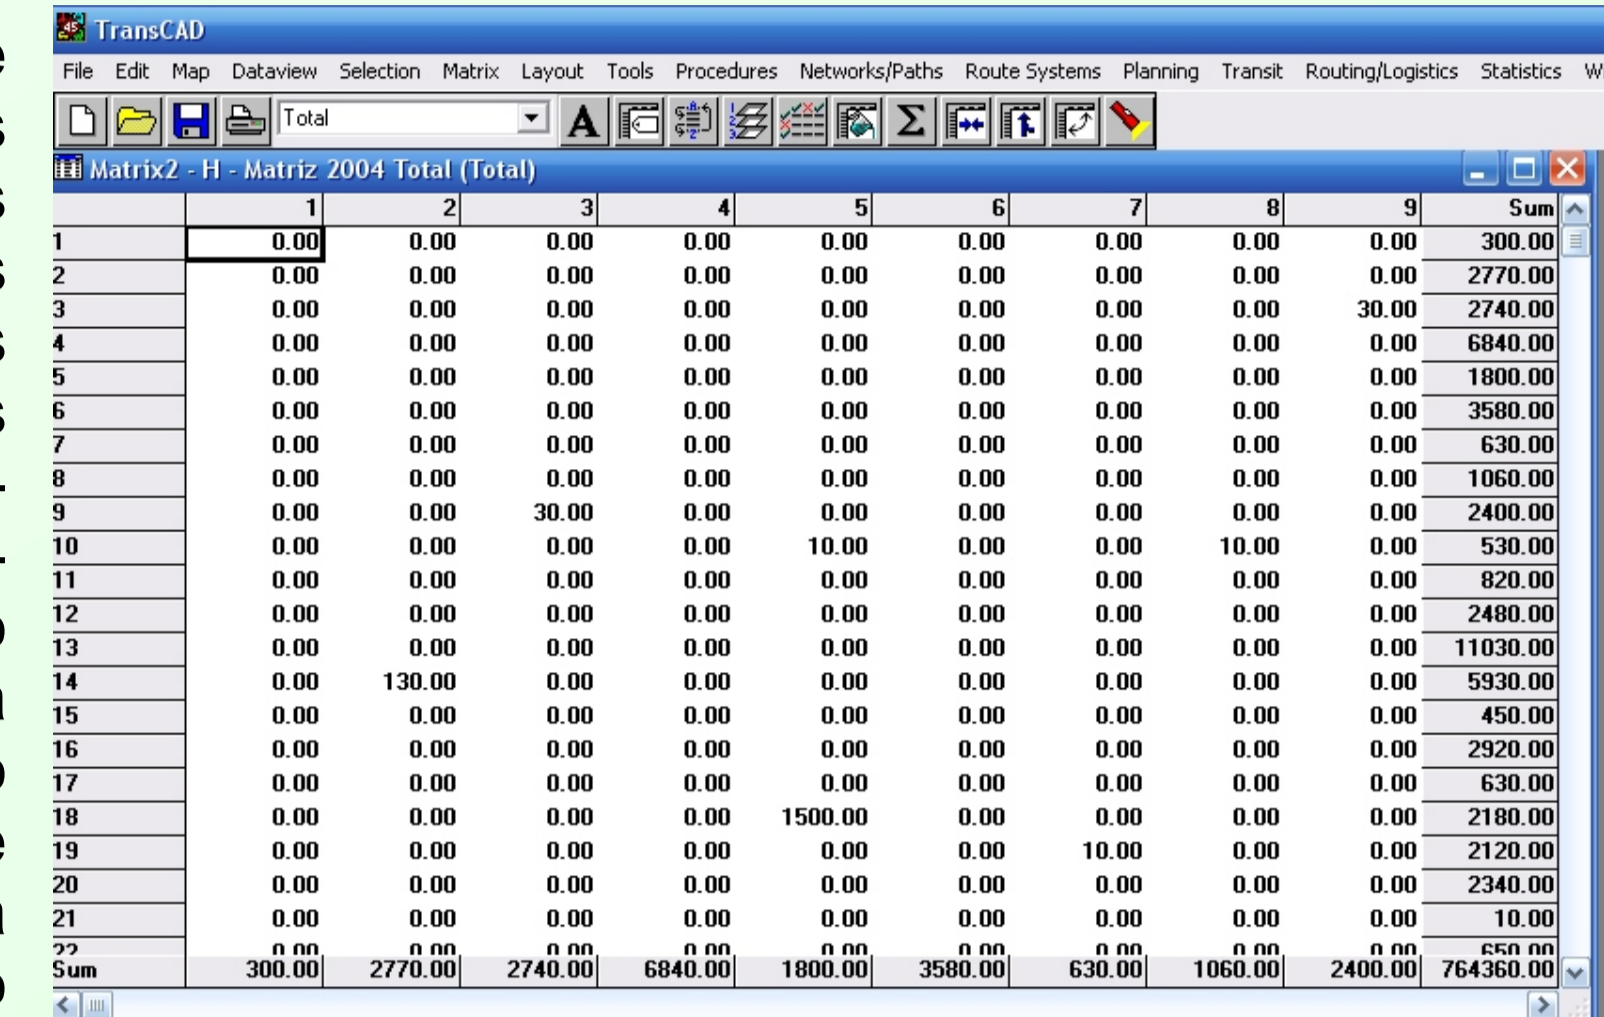 TransCAD
File Edit Map Dataview Selection Matrix Layout Tools Procedures Networks/Paths Route Systems Planning Transit Routing/Logistics Statistics
Total
Matrix2 - H - Matriz 2004 Total (Total)
1 2 3 4 5 6 7 8 9 Sum
1 0.00 0.00 0.00 0.00 0.00 0.00 0.00 0.00 0.00 300.00
2 0.00 0.00 0.00 0.00 0.00 0.00 0.00 0.00 0.00 2770.00
3 0.00 0.00 0.00 0.00 0.00 0.00 0.00 0.00 30.00 2740.00
4 0.00 0.00 0.00 0.00 0.00 0.00 0.00 0.00 0.00 6840.00
5 0.00 0.00 0.00 0.00 0.00 0.00 0.00 0.00 0.00 1800.00
6 0.00 0.00 0.00 0.00 0.00 0.00 0.00 0.00 0.00 3580.00
7 0.00 0.00 0.00 0.00 0.00 0.00 0.00 0.00 0.00 630.00
8 0.00 0.00 0.00 0.00 0.00 0.00 0.00 0.00 0.00 1060.00
9 0.00 0.00 30.00 0.00 0.00 0.00 0.00 0.00 0.00 2400.00
10 0.00 0.00 0.00 0.00 10.00 0.00 0.00 10.00 0.00 530.00
11 0.00 0.00 0.00 0.00 0.00 0.00 0.00 0.00 0.00 820.00
12 0.00 0.00 0.00 0.00 0.00 0.00 0.00 0.00 0.00 2480.00
13 0.00 0.00 0.00 0.00 0.00 0.00 0.00 0.00 0.00 11030.00
14 0.00 130.00 0.00 0.00 0.00 0.00 0.00 0.00 0.00 5930.00
15 0.00 0.00 0.00 0.00 0.00 0.00 0.00 0.00 0.00 450.00
16 0.00 0.00 0.00 0.00 0.00 0.00 0.00 0.00 0.00 2920.00
17 0.00 0.00 0.00 0.00 0.00 0.00 0.00 0.00 0.00 630.00
18 0.00 0.00 0.00 0.00 1500.00 0.00 0.00 0.00 0.00 2180.00
19 0.00 0.00 0.00 0.00 0.00 0.00 10.00 0.00 0.00 2120.00
20 0.00 0.00 0.00 0.00 0.00 0.00 0.00 0.00 0.00 2340.00
21 0.00 0.00 0.00 0.00 0.00 0.00 0.00 0.00 0.00 10.00
22 0.00 0.00 0.00 0.00 0.00 0.00 0.00 0.00 0.00 650.00
Sum 300.00 2770.00 2740.00 6840.00 1800.00 3580.00 630.00 1060.00 2400.00 764360.00